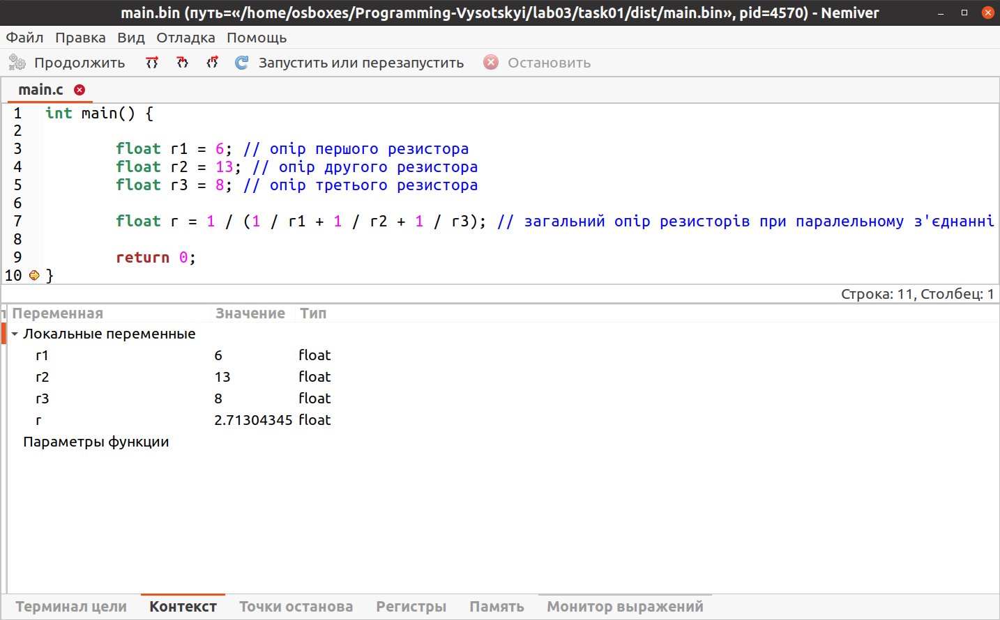 main.bin (путь=«/home/osboxes/Programming-Vysotskyi/lab03/task01/dist/main.bin», pid=4570) - Nemiver
Файл Правка Вид Отладка Помощь
Продолжить Запустить или перезапустить Остановить
main.c
1 int main() {
2
3 float r1 = 6; // опір першого резистора
4 float r2 = 13; // опір другого резистора
5 float r3 = 8; // опір третього резистора
6
7 float r = 1 / (1 / r1 + 1 / r2 + 1 / r3); // загальний опір резисторів при паралельному з'єднанні
8
9 return 0;
10 }
Строка: 11, Столбец: 1
Переменная Значение Тип
Локальные переменные
r1 6 float
r2 13 float
r3 8 float
r 2.71304345 float
Параметры функции
Терминал цели Контекст Точки останова Регистры Память Монитор выражений